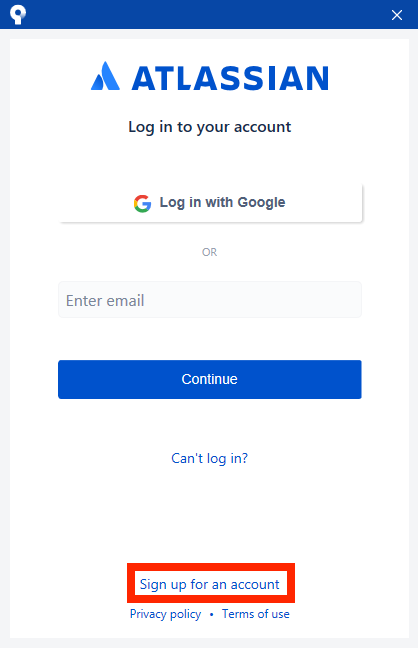 ATLASSIAN
Log in to your account
Log in with Google
OR
Enter email
Continue
Can't log in?
Sign up for an account
Privacy policy • Terms of use